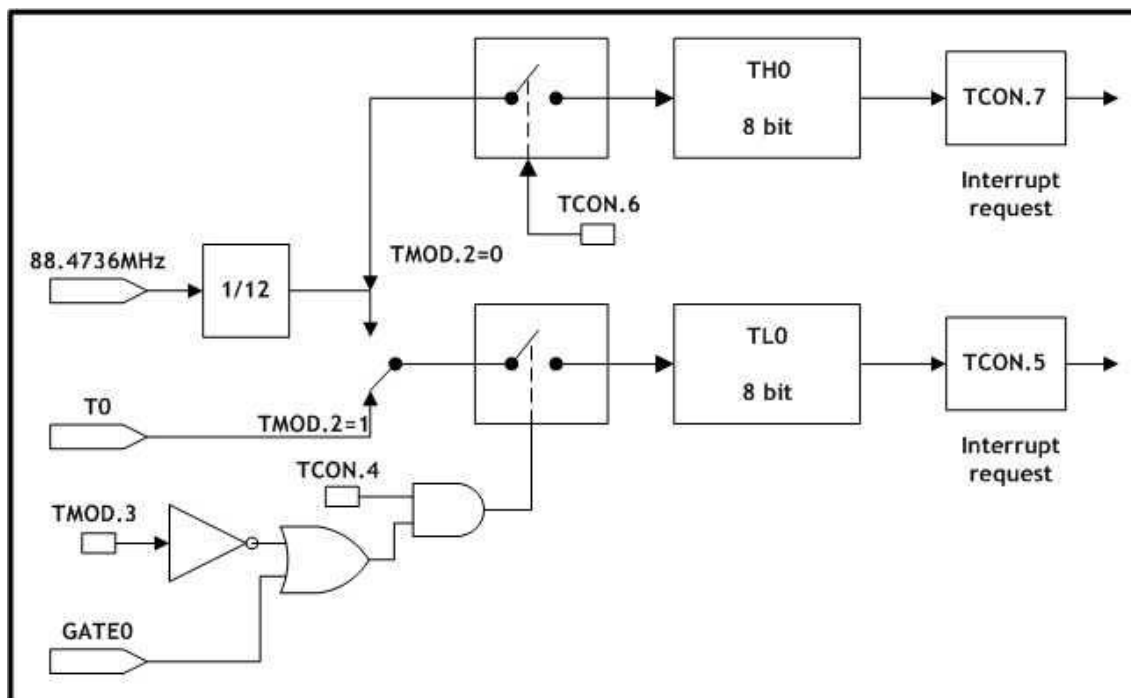 TH0
8 bit
TCON.7
Interrupt
request
TCON.6
TMOD.2=0
88.4736MHz
1/12
TL0
8 bit
TCON.5
Interrupt
request
T0
TMOD.2=1
TCON.4
TMOD.3
GATE0